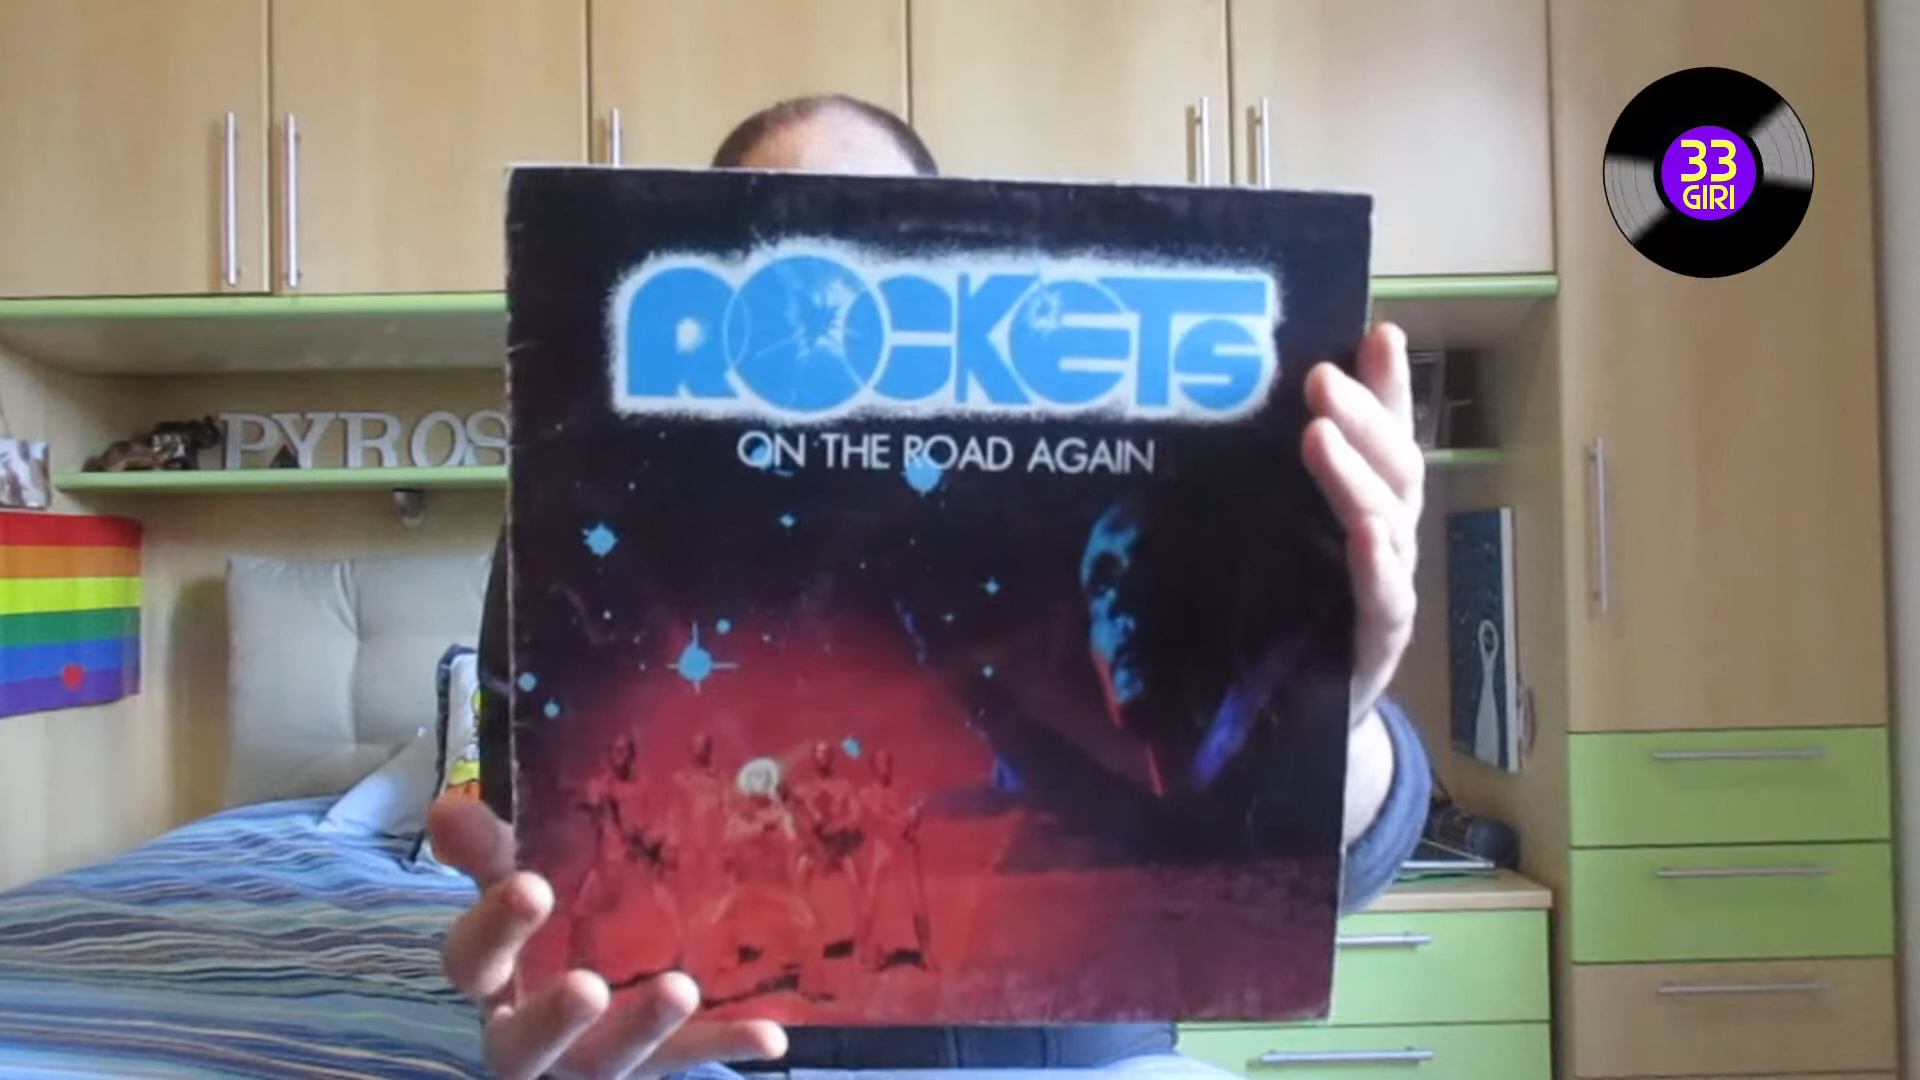 33
GIRI
ROCKETS
ON THE ROAD AGAIN
PYROS